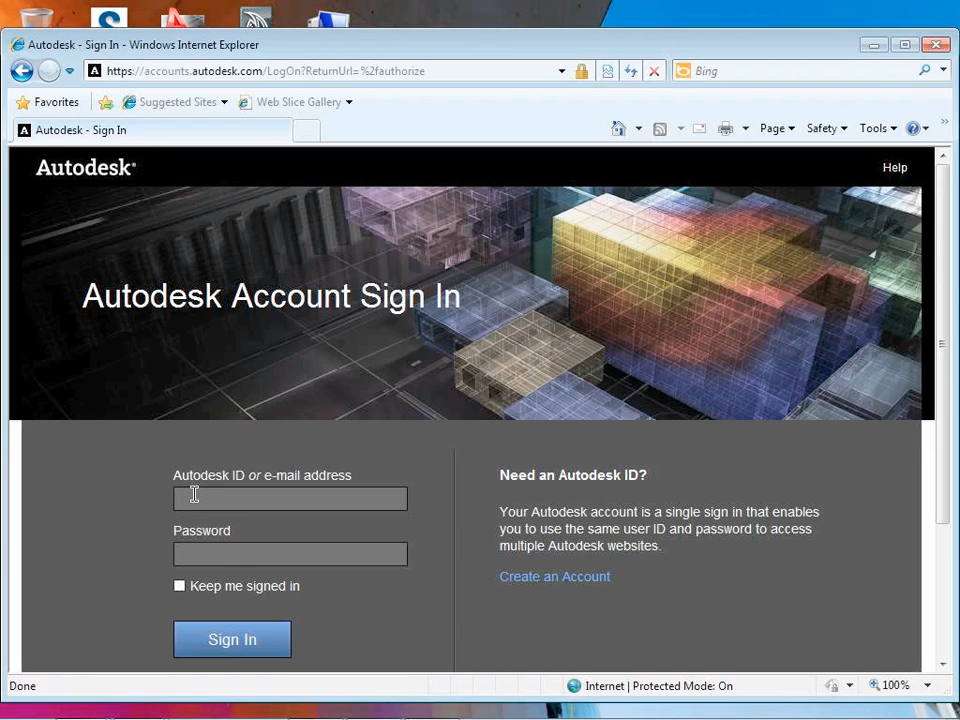 Autodesk - Sign In - Windows Internet Explorer
https://accounts.autodesk.com/LogOn?ReturnUrl=%2fauthorize
Bing
Favorites
Suggested Sites
Web Slice Gallery
Autodesk - Sign In
Page
Safety
Tools
Autodesk®
Help
Autodesk Account Sign In
Autodesk ID or e-mail address
Password
Keep me signed in
Sign In
Need an Autodesk ID?
Your Autodesk account is a single sign in that enables
you to use the same user ID and password to access
multiple Autodesk websites.
Create an Account
Done
Internet | Protected Mode: On
100%